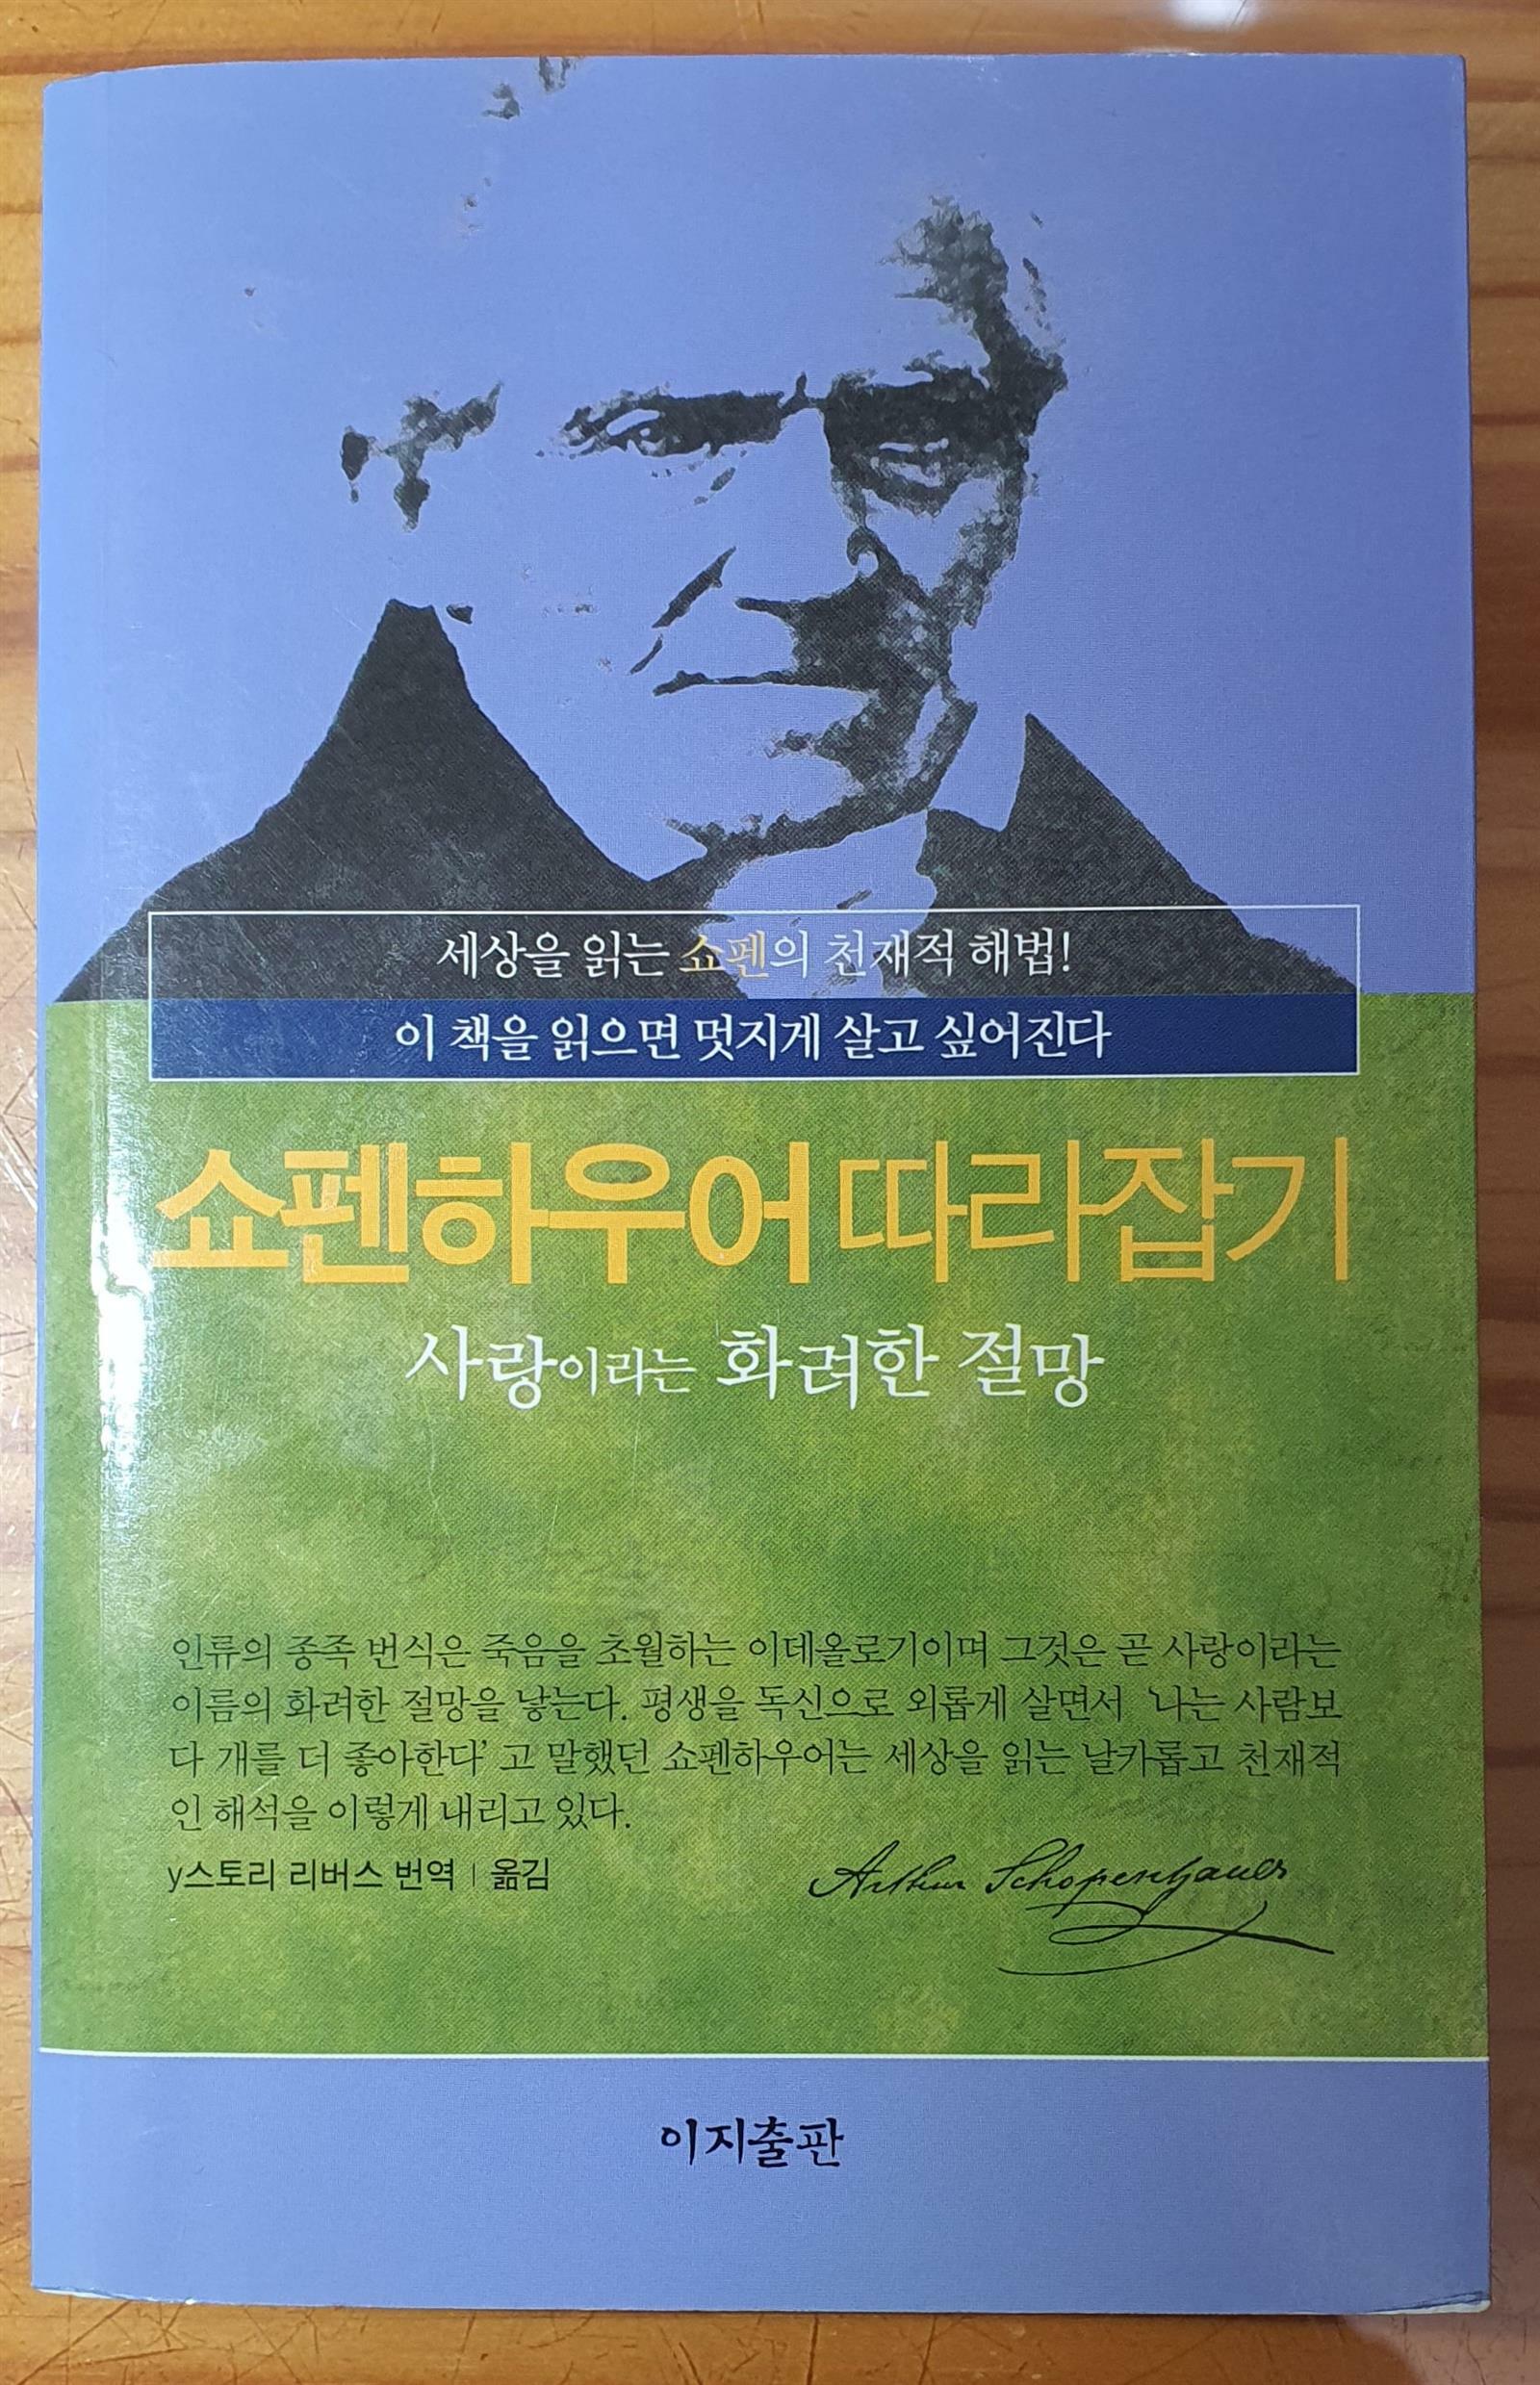 세상을 읽는 쇼펜의 천재적 해법!
이 책을 읽으면 멋지게 살고 싶어진다
쇼펜하우어 따라잡기
사랑이라는 화려한 절망
인류의 종족 번식은 죽음을 초월하는 이데올로기이며 그것은 곧 사랑이라는
이름의 화려한 절망을 낳는다. 평생을 독신으로 외롭게 살면서 '나는 사람보
다 개를 더 좋아한다' 고 말했던 쇼펜하우어는 세상을 읽는 날카롭고 천재적
인 해석을 이렇게 내리고 있다.
y스토리 리버스 번역 | 옮김
Arthur Schopenhauer
이지출판